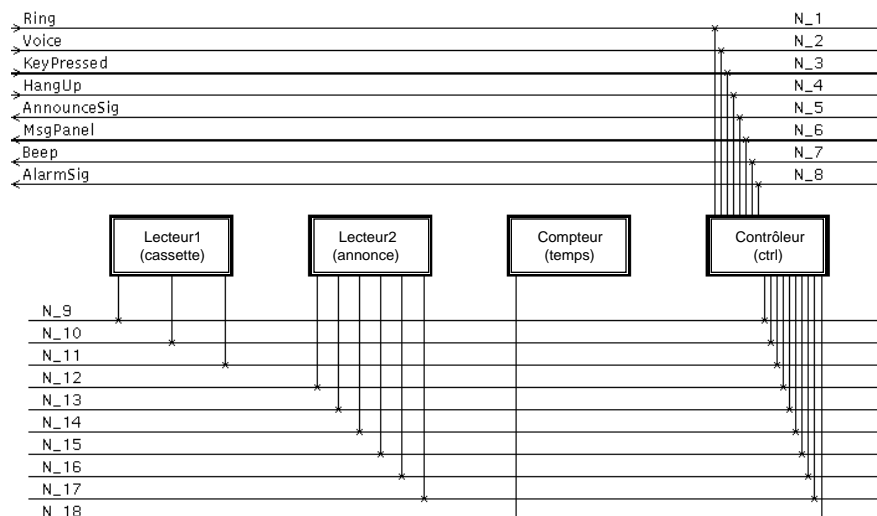 Ring N_1
Voice N_2
KeyPressed N_3
HangUp N_4
AnnounceSig N_5
MsgPanel N_6
Beep N_7
AlarmSig N_8
Lecteur1 Lecteur2 Compteur Contrôleur
(cassette) (annonce) (temps) (ctrl)
N_9
N_10
N_11
N_12
N_13
N_14
N_15
N_16
N_17
N_18